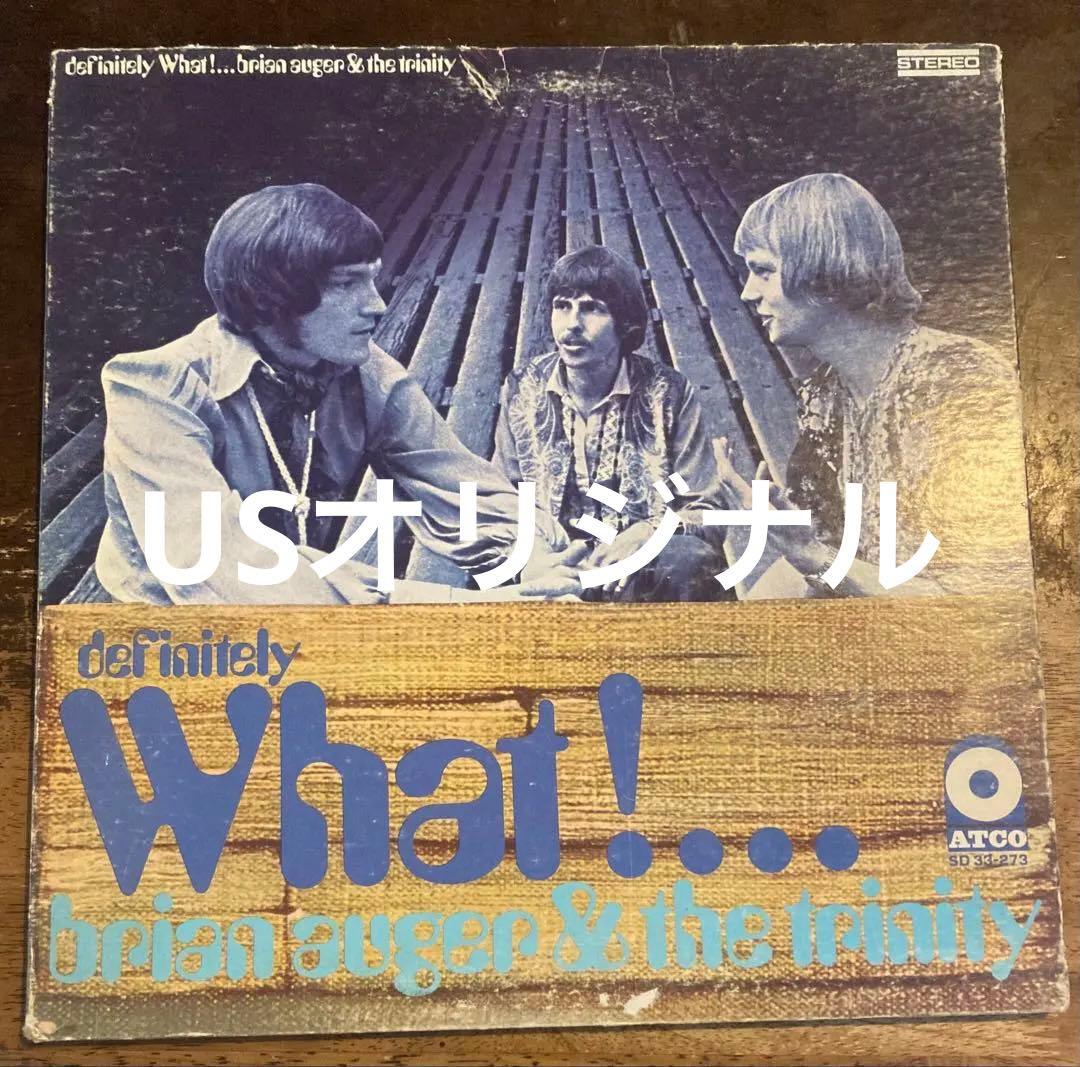 definitely What!...brian auger & the trinity
STEREO
USオリジナル
definitely
What!....
ATCO
SD 33-273
brian auger & the trinity